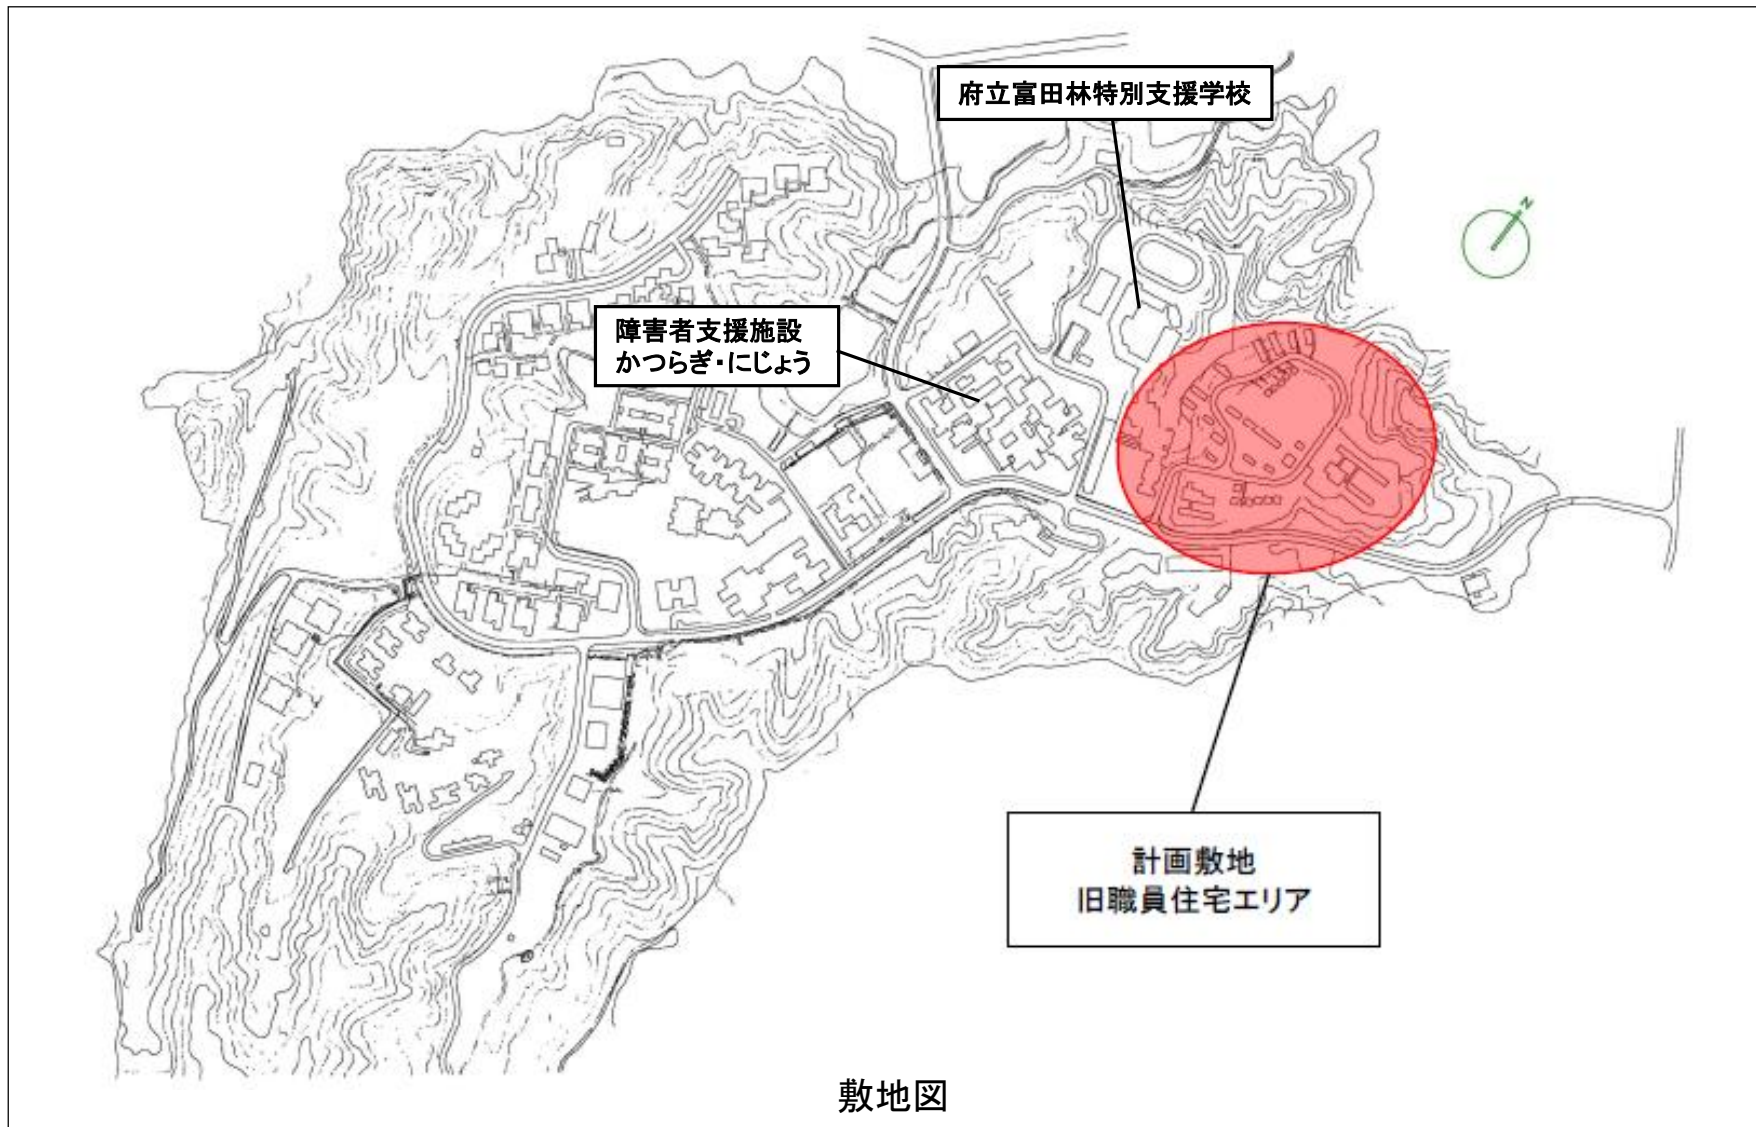 府立富田林特別支援学校
N
障害者支援施設
かつらぎ・にじょう
計画敷地
旧職員住宅エリア
敷地図